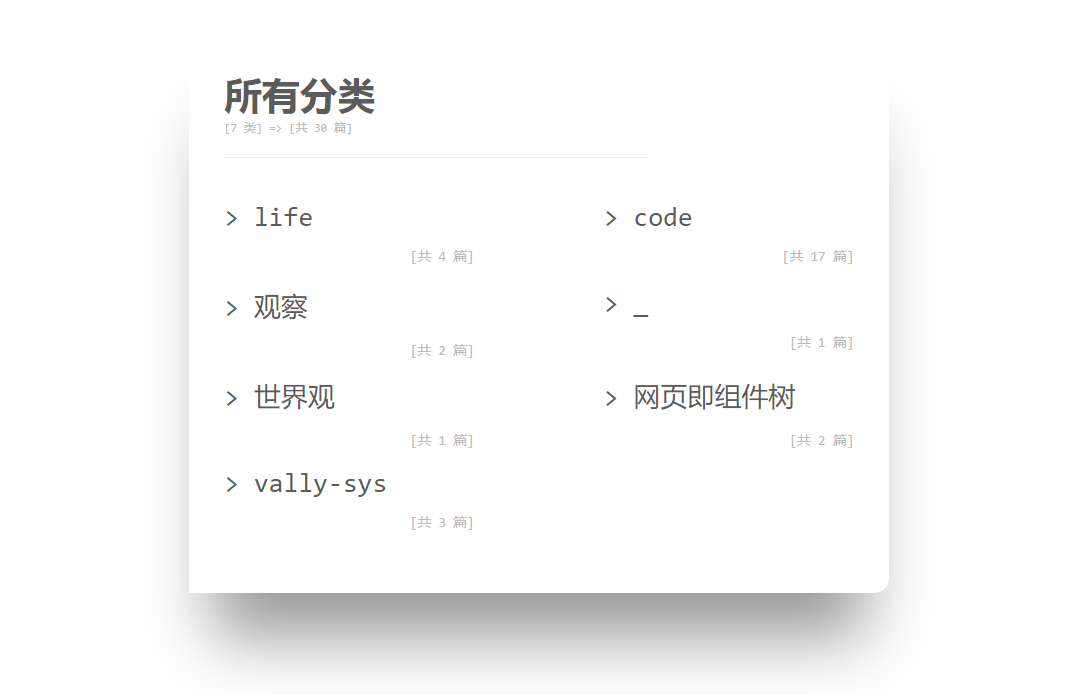 所有分类
[7 类] => [共 30 篇]
> life
[共 4 篇]
> code
[共 17 篇]
> 观察
[共 2 篇]
> _
[共 1 篇]
> 世界观
[共 1 篇]
> 网页即组件树
[共 2 篇]
> vally-sys
[共 3 篇]